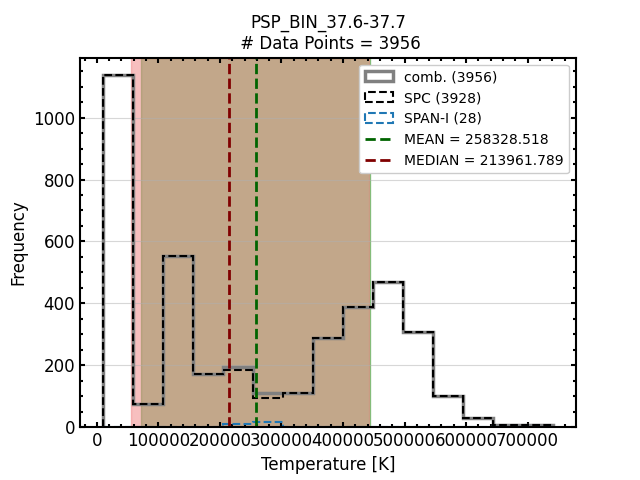 PSP_BIN_37.6-37.7
# Data Points = 3956
comb. (3956)
SPC (3928)
SPAN-I (28)
MEAN = 258328.518
MEDIAN = 213961.789
Frequency
1000
800
600
400
200
0
0 100000 200000 300000 400000 500000 600000 700000
Temperature [K]